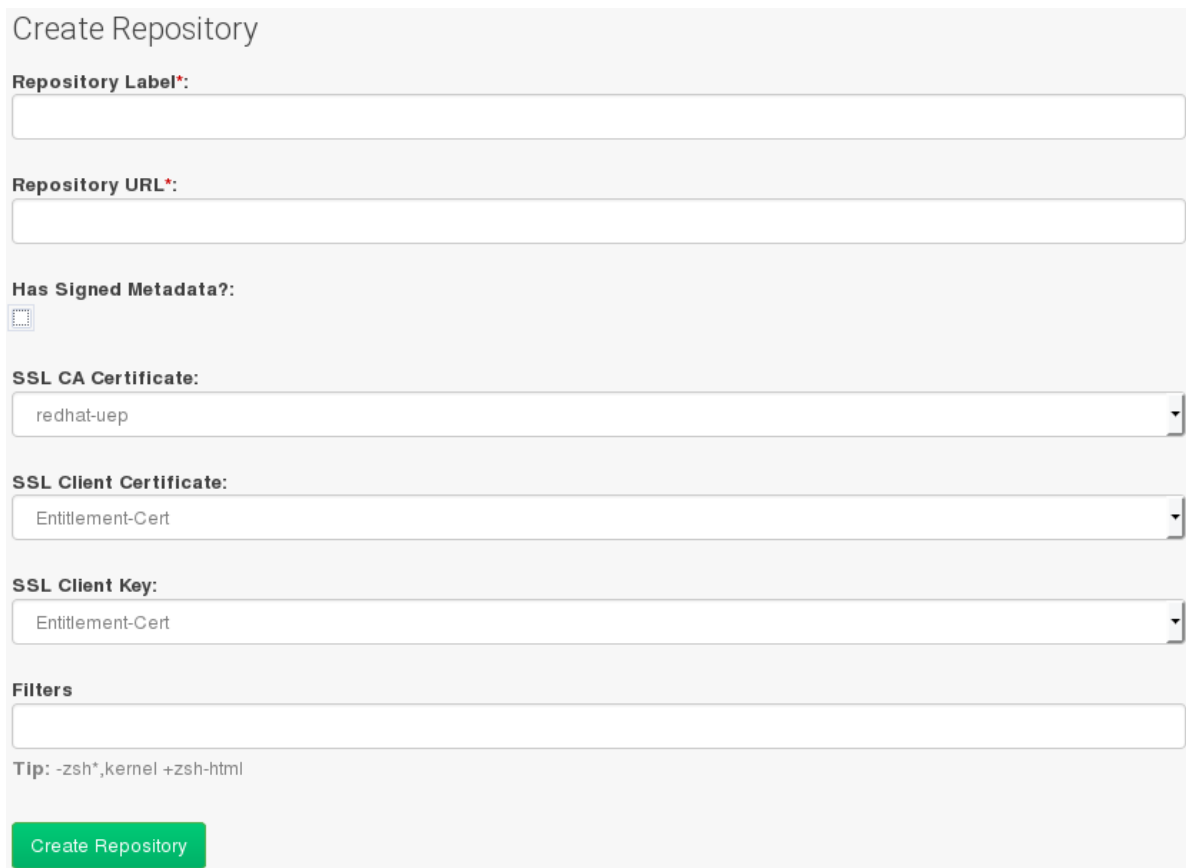 Create Repository
Repository Label*:
Repository URL*:
Has Signed Metadata?:
SSL CA Certificate:
redhat-uep
SSL Client Certificate:
Entitlement-Cert
SSL Client Key:
Entitlement-Cert
Filters
Tip: -zsh*,kernel +zsh-html
Create Repository